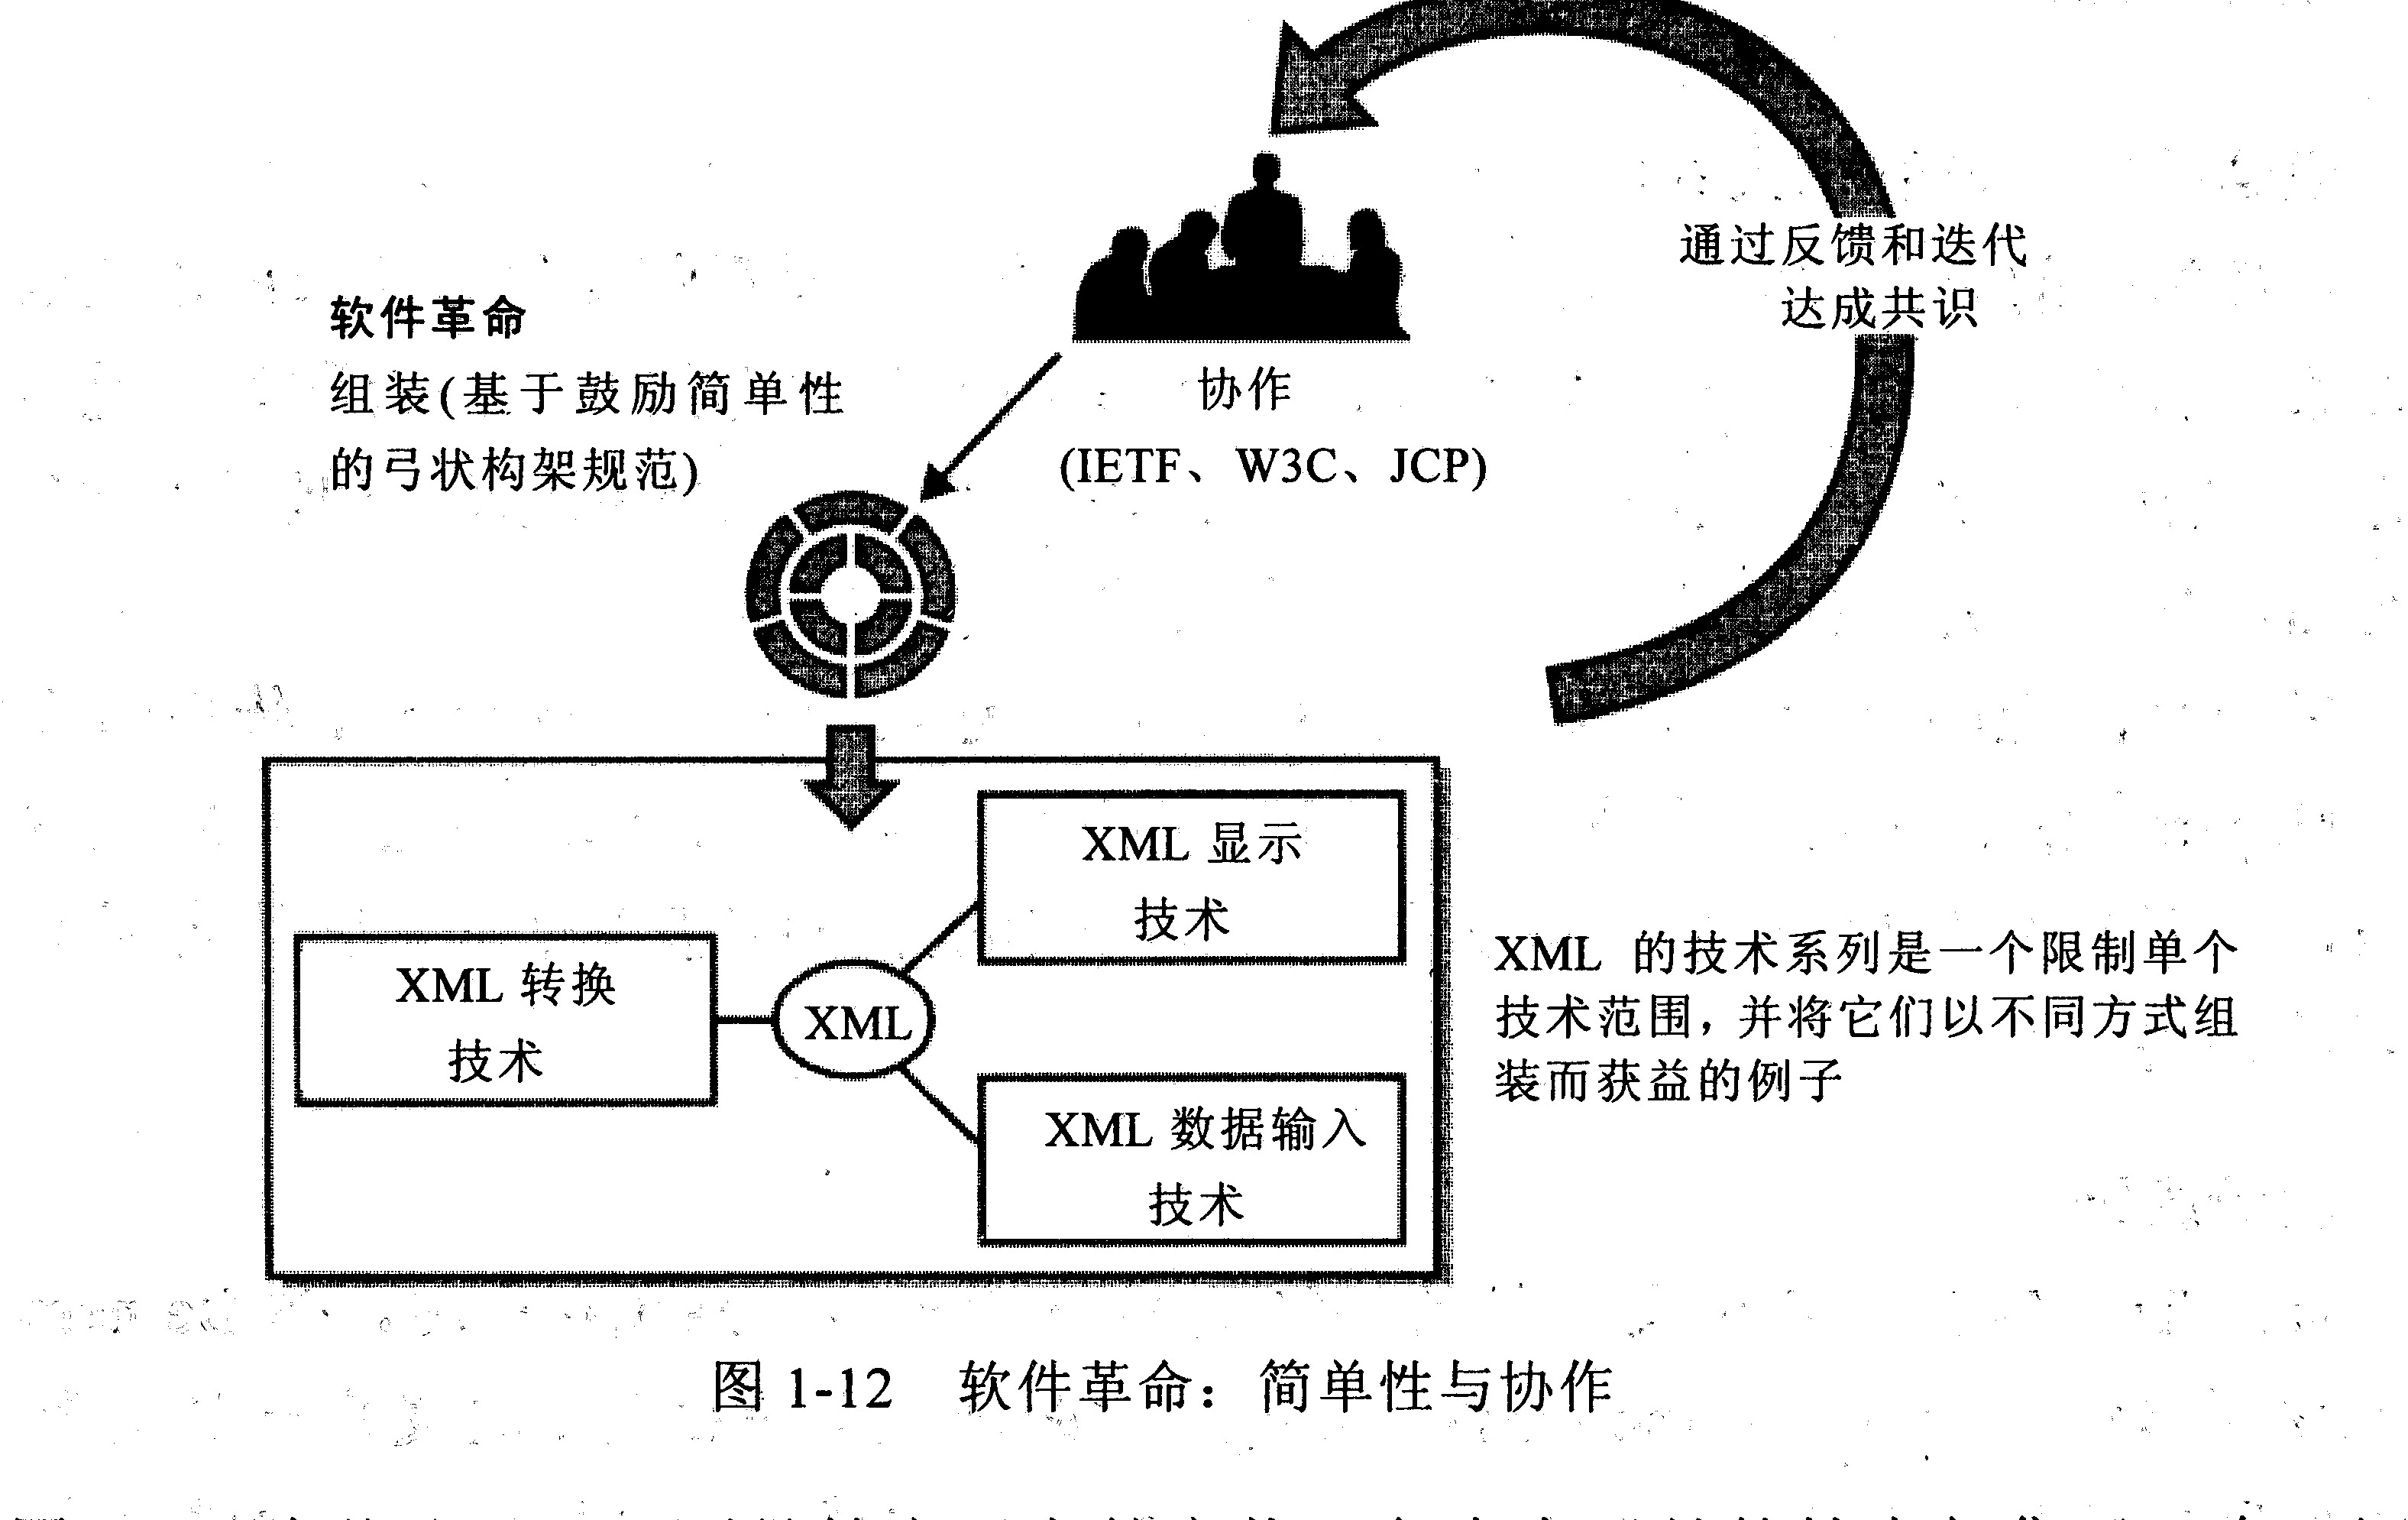 通过反馈和迭代
达成共识
软件革命
组装(基于鼓励简单性
的弓状构架规范)
协作
(IETF、W3C、JCP)
XML 显示
技术
XML 转换
技术
XML
XML 数据输入
技术
XML 的技术系列是一个限制单个
技术范围，并将它们以不同方式组
装而获益的例子
图 1-12 软件革命：简单性与协作